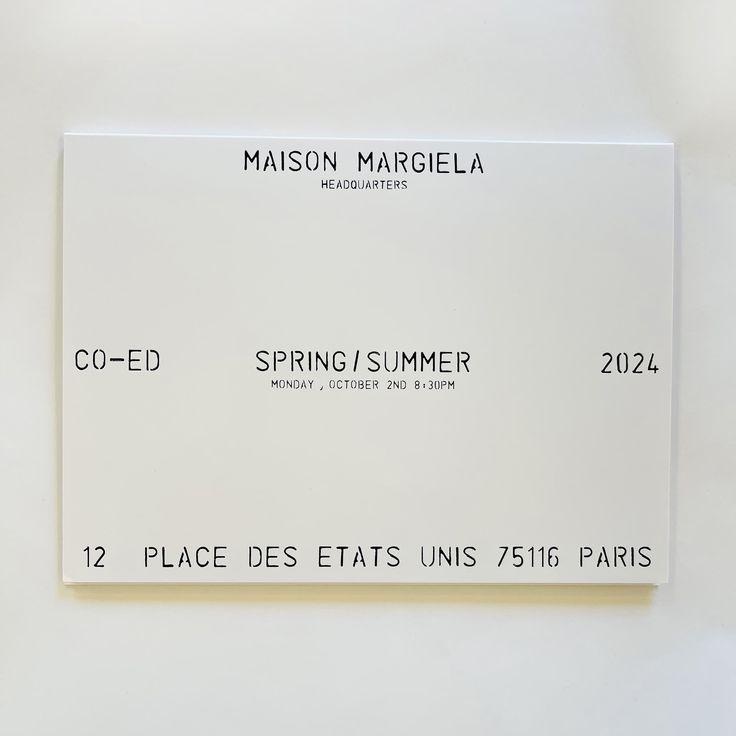 MAISON MARGIELA
HEADQUARTERS
CO-ED SPRING/SUMMER 2024
MONDAY , OCTOBER 2ND 8:30PM
12 PLACE DES ETATS UNIS 75116 PARIS